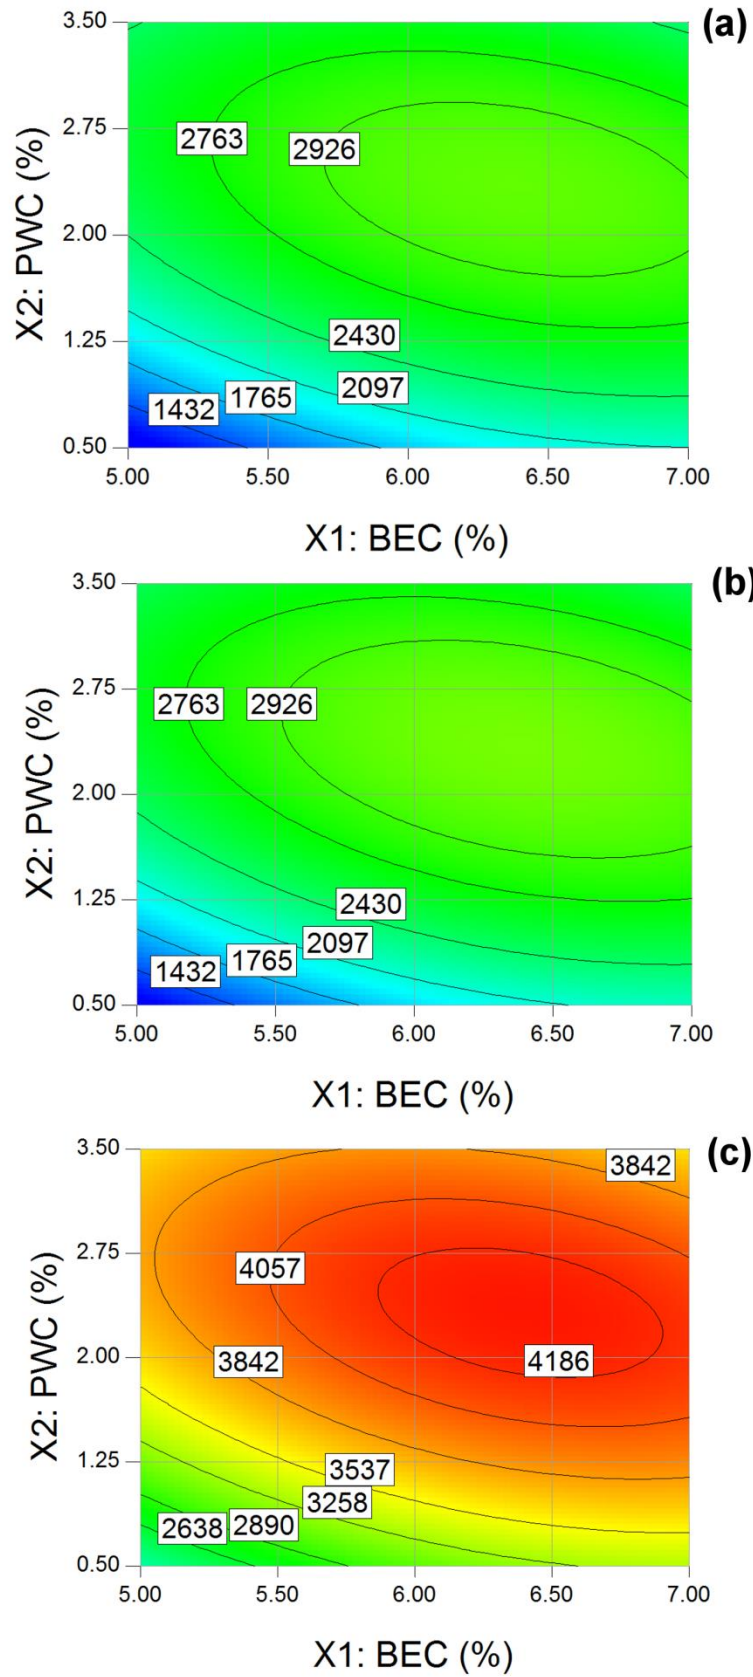 (a)
3.50
2.75
2.00
1.25
0.50
X2: PWC (%)
2763
2926
2430
2097
1765
1432
5.00 5.50 6.00 6.50 7.00
X1: BEC (%)
(b)
3.50
2.75
2.00
1.25
0.50
X2: PWC (%)
2763 2926
2430
2097
1765
1432
5.00 5.50 6.00 6.50 7.00
X1: BEC (%)
(c)
3.50
2.75
2.00
1.25
0.50
X2: PWC (%)
3842
4057
3842
4186
3537
3258
2638 2890
5.00 5.50 6.00 6.50 7.00
X1: BEC (%)